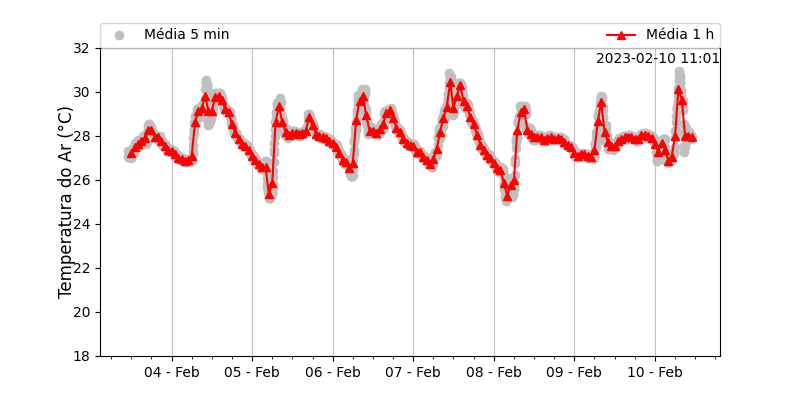 Média 5 min
Média 1 h
2023-02-10 11:01
Temperatura do Ar (°C)
32
30
28
26
24
22
20
18
04 - Feb
05 - Feb
06 - Feb
07 - Feb
08 - Feb
09 - Feb
10 - Feb